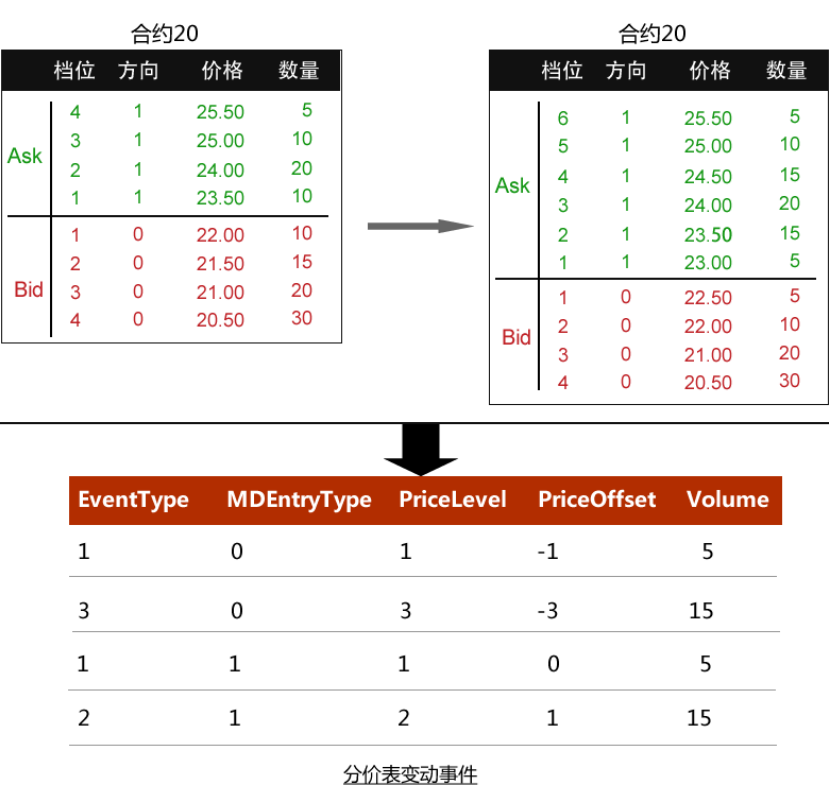 合约20
档位 方向 价格 数量
Ask
4 1 25.50 5
3 1 25.00 10
2 1 24.00 20
1 1 23.50 10
Bid
1 0 22.00 10
2 0 21.50 15
3 0 21.00 20
4 0 20.50 30
合约20
档位 方向 价格 数量
Ask
6 1 25.50 5
5 1 25.00 10
4 1 24.50 15
3 1 24.00 20
2 1 23.50 15
1 1 23.00 5
Bid
1 0 22.50 5
2 0 22.00 10
3 0 21.00 20
4 0 20.50 30
EventType MDEntryType PriceLevel PriceOffset Volume
1 0 1 -1 5
3 0 3 -3 15
1 1 1 0 5
2 1 2 1 15
分价表变动事件